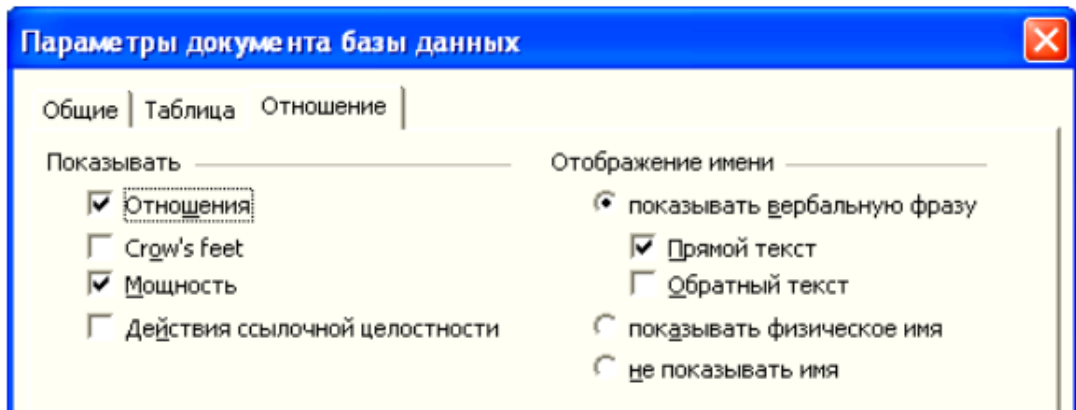 Параметры документа базы данных
Общие Таблица Отношение
Показывать
Отношения
Crow's feet
Мощность
Действия ссылочной целостности
Отображение имени
показывать вербальную фразу
Прямой текст
Обратный текст
показывать физическое имя
не показывать имя